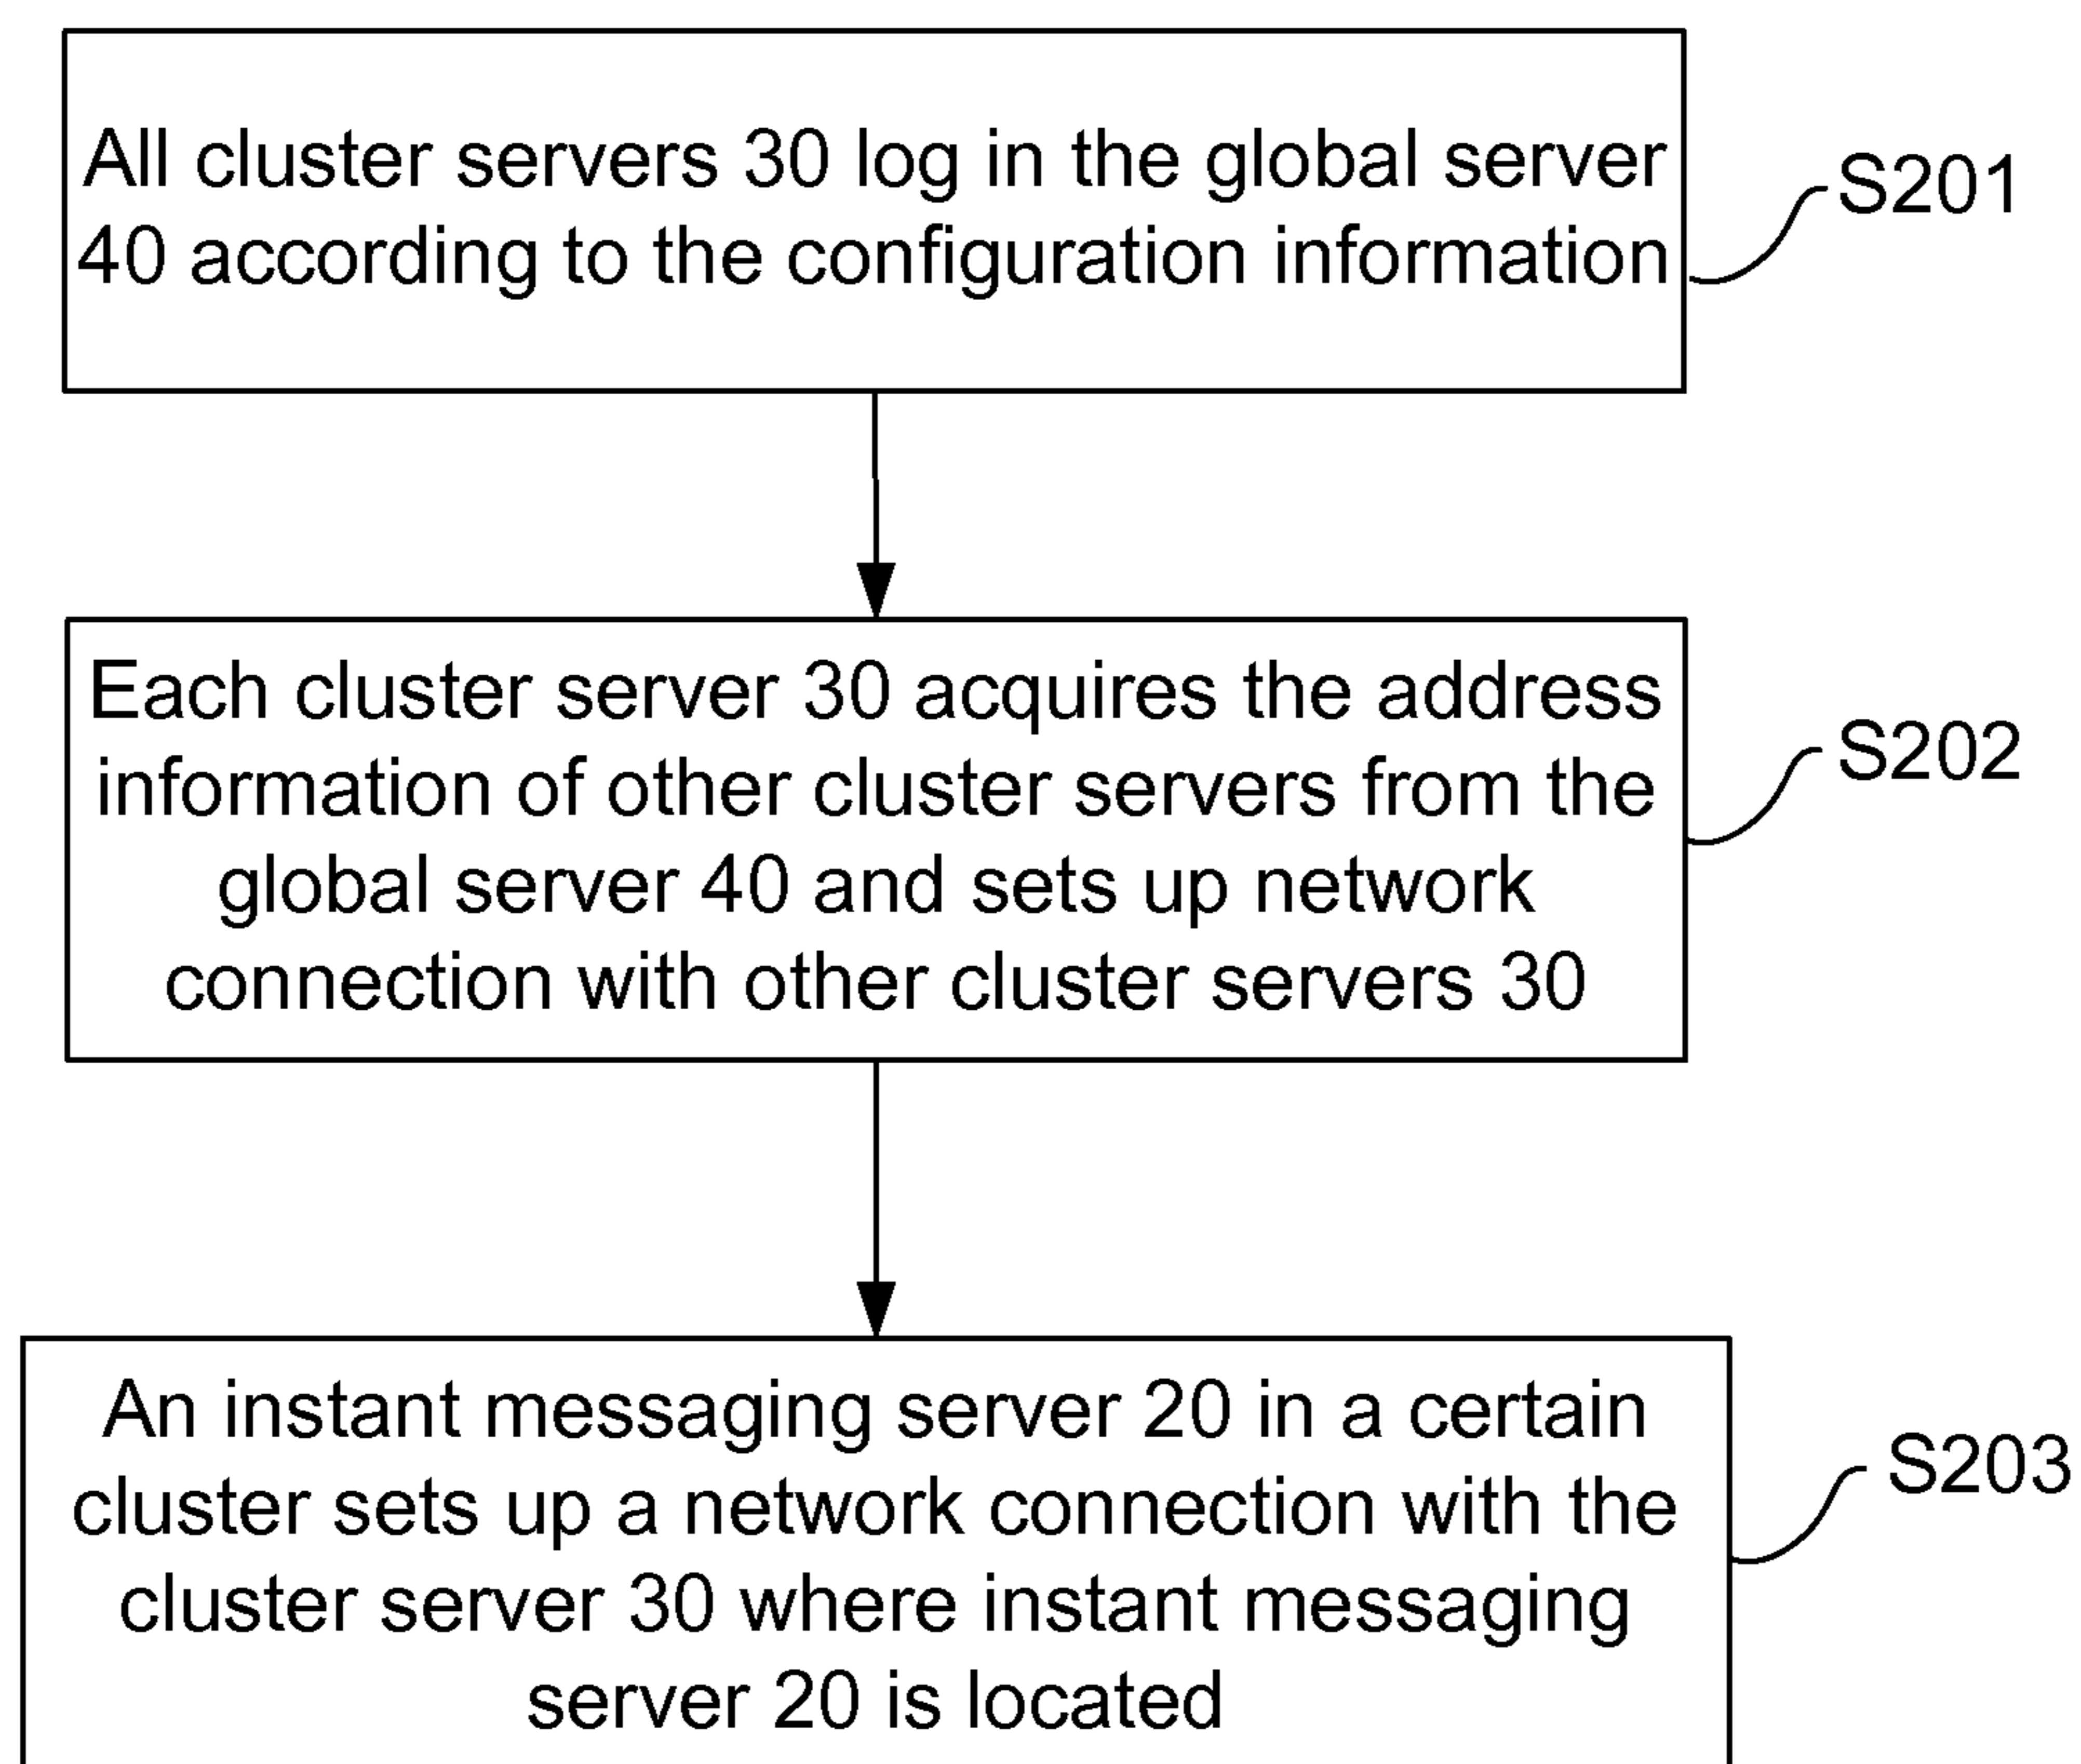 All cluster servers 30 log in the global server
40 according to the configuration information
S201
Each cluster server 30 acquires the address
information of other cluster servers from the
global server 40 and sets up network
connection with other cluster servers 30
S202
An instant messaging server 20 in a certain
cluster sets up a network connection with the
cluster server 30 where instant messaging
server 20 is located
S203